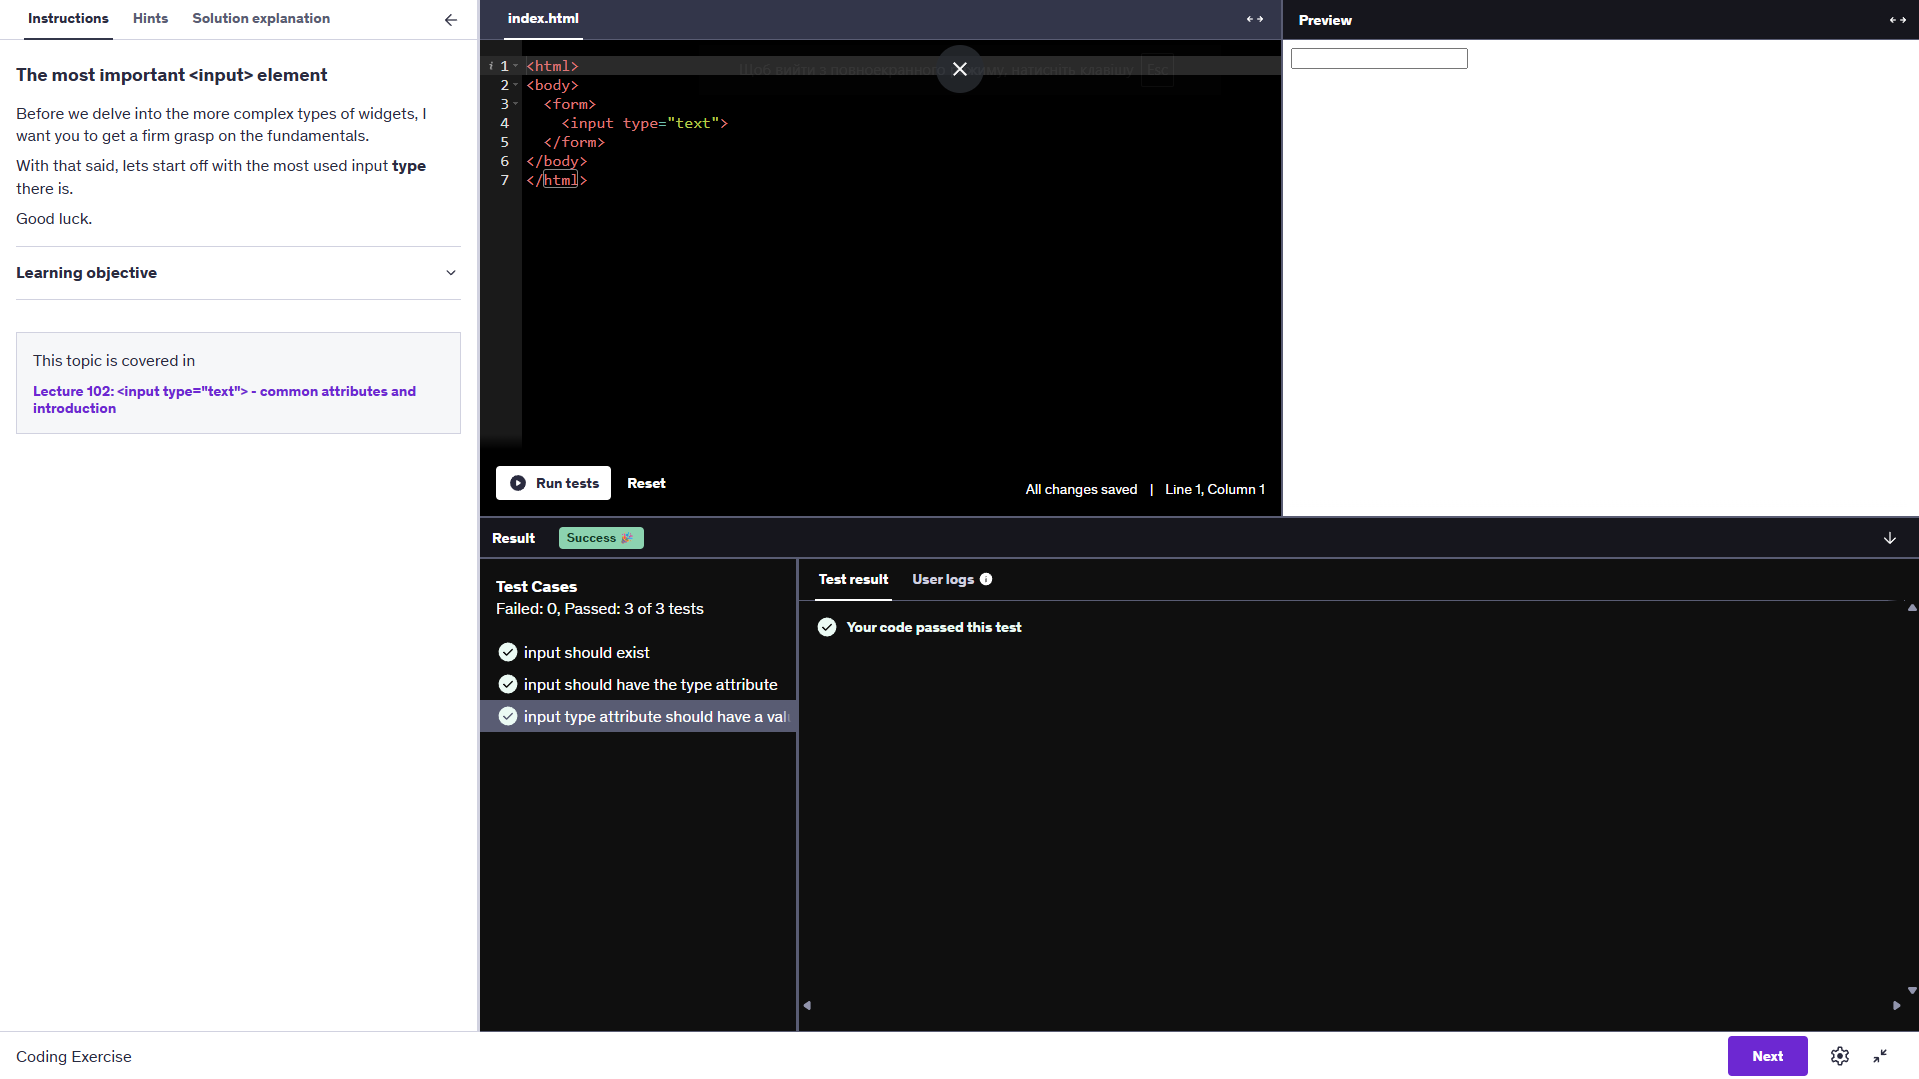 Instructions Hints Solution explanation
The most important <input> element
Before we delve into the more complex types of widgets, I
want you to get a firm grasp on the fundamentals.
With that said, lets start off with the most used input type
there is.
Good luck.
Learning objective
This topic is covered in
Lecture 102: <input type="text"> - common attributes and
introduction
index.html
i 1 <html>
2 <body>
3 <form>
4 <input type="text">
5 </form>
6 </body>
7 </html>
Щоб вийти з повноекранного режиму, натисніть клавішу Esc
Run tests Reset
All changes saved | Line 1, Column 1
Preview
Result Success
Test Cases
Failed: 0, Passed: 3 of 3 tests
input should exist
input should have the type attribute
input type attribute should have a val
Test result User logs
Your code passed this test
Coding Exercise
Next